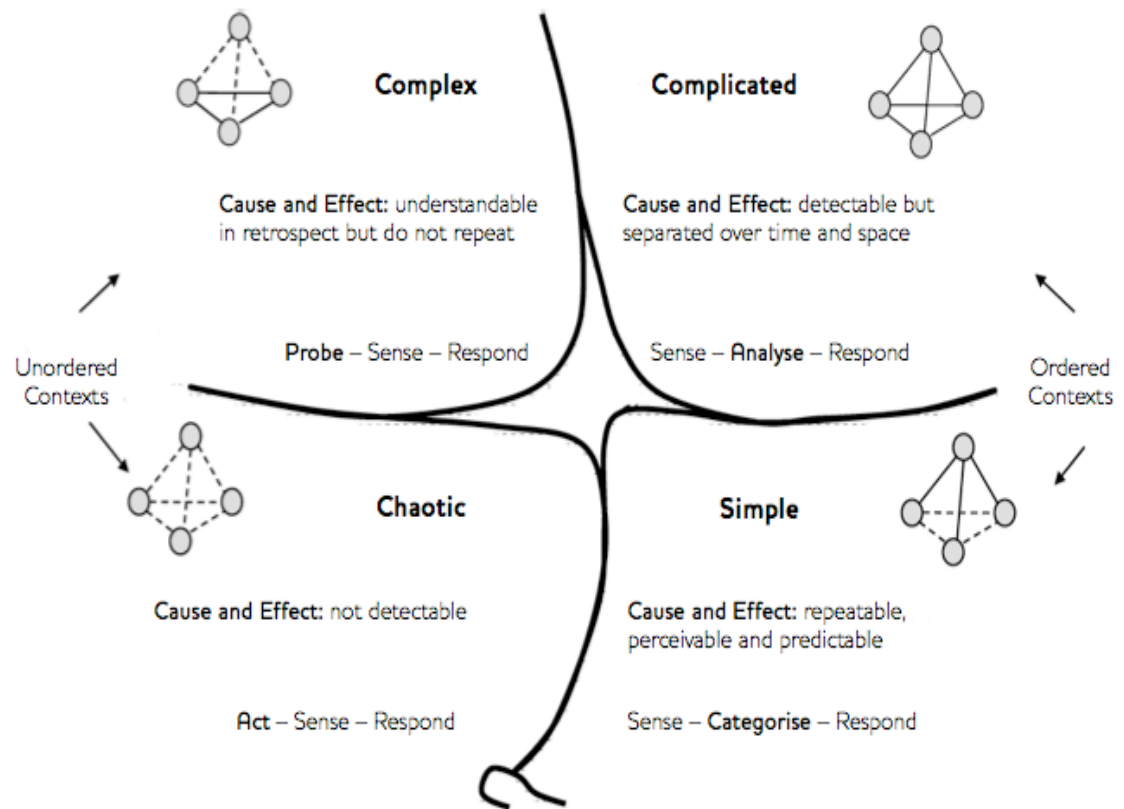 Complex
Complicated
Cause and Effect: understandable
in retrospect but do not repeat
Cause and Effect: detectable but
separated over time and space
Probe – Sense – Respond
Sense – Analyse – Respond
Unordered
Contexts
Ordered
Contexts
Chaotic
Simple
Cause and Effect: not detectable
Cause and Effect: repeatable,
perceivable and predictable
Act – Sense – Respond
Sense – Categorise – Respond